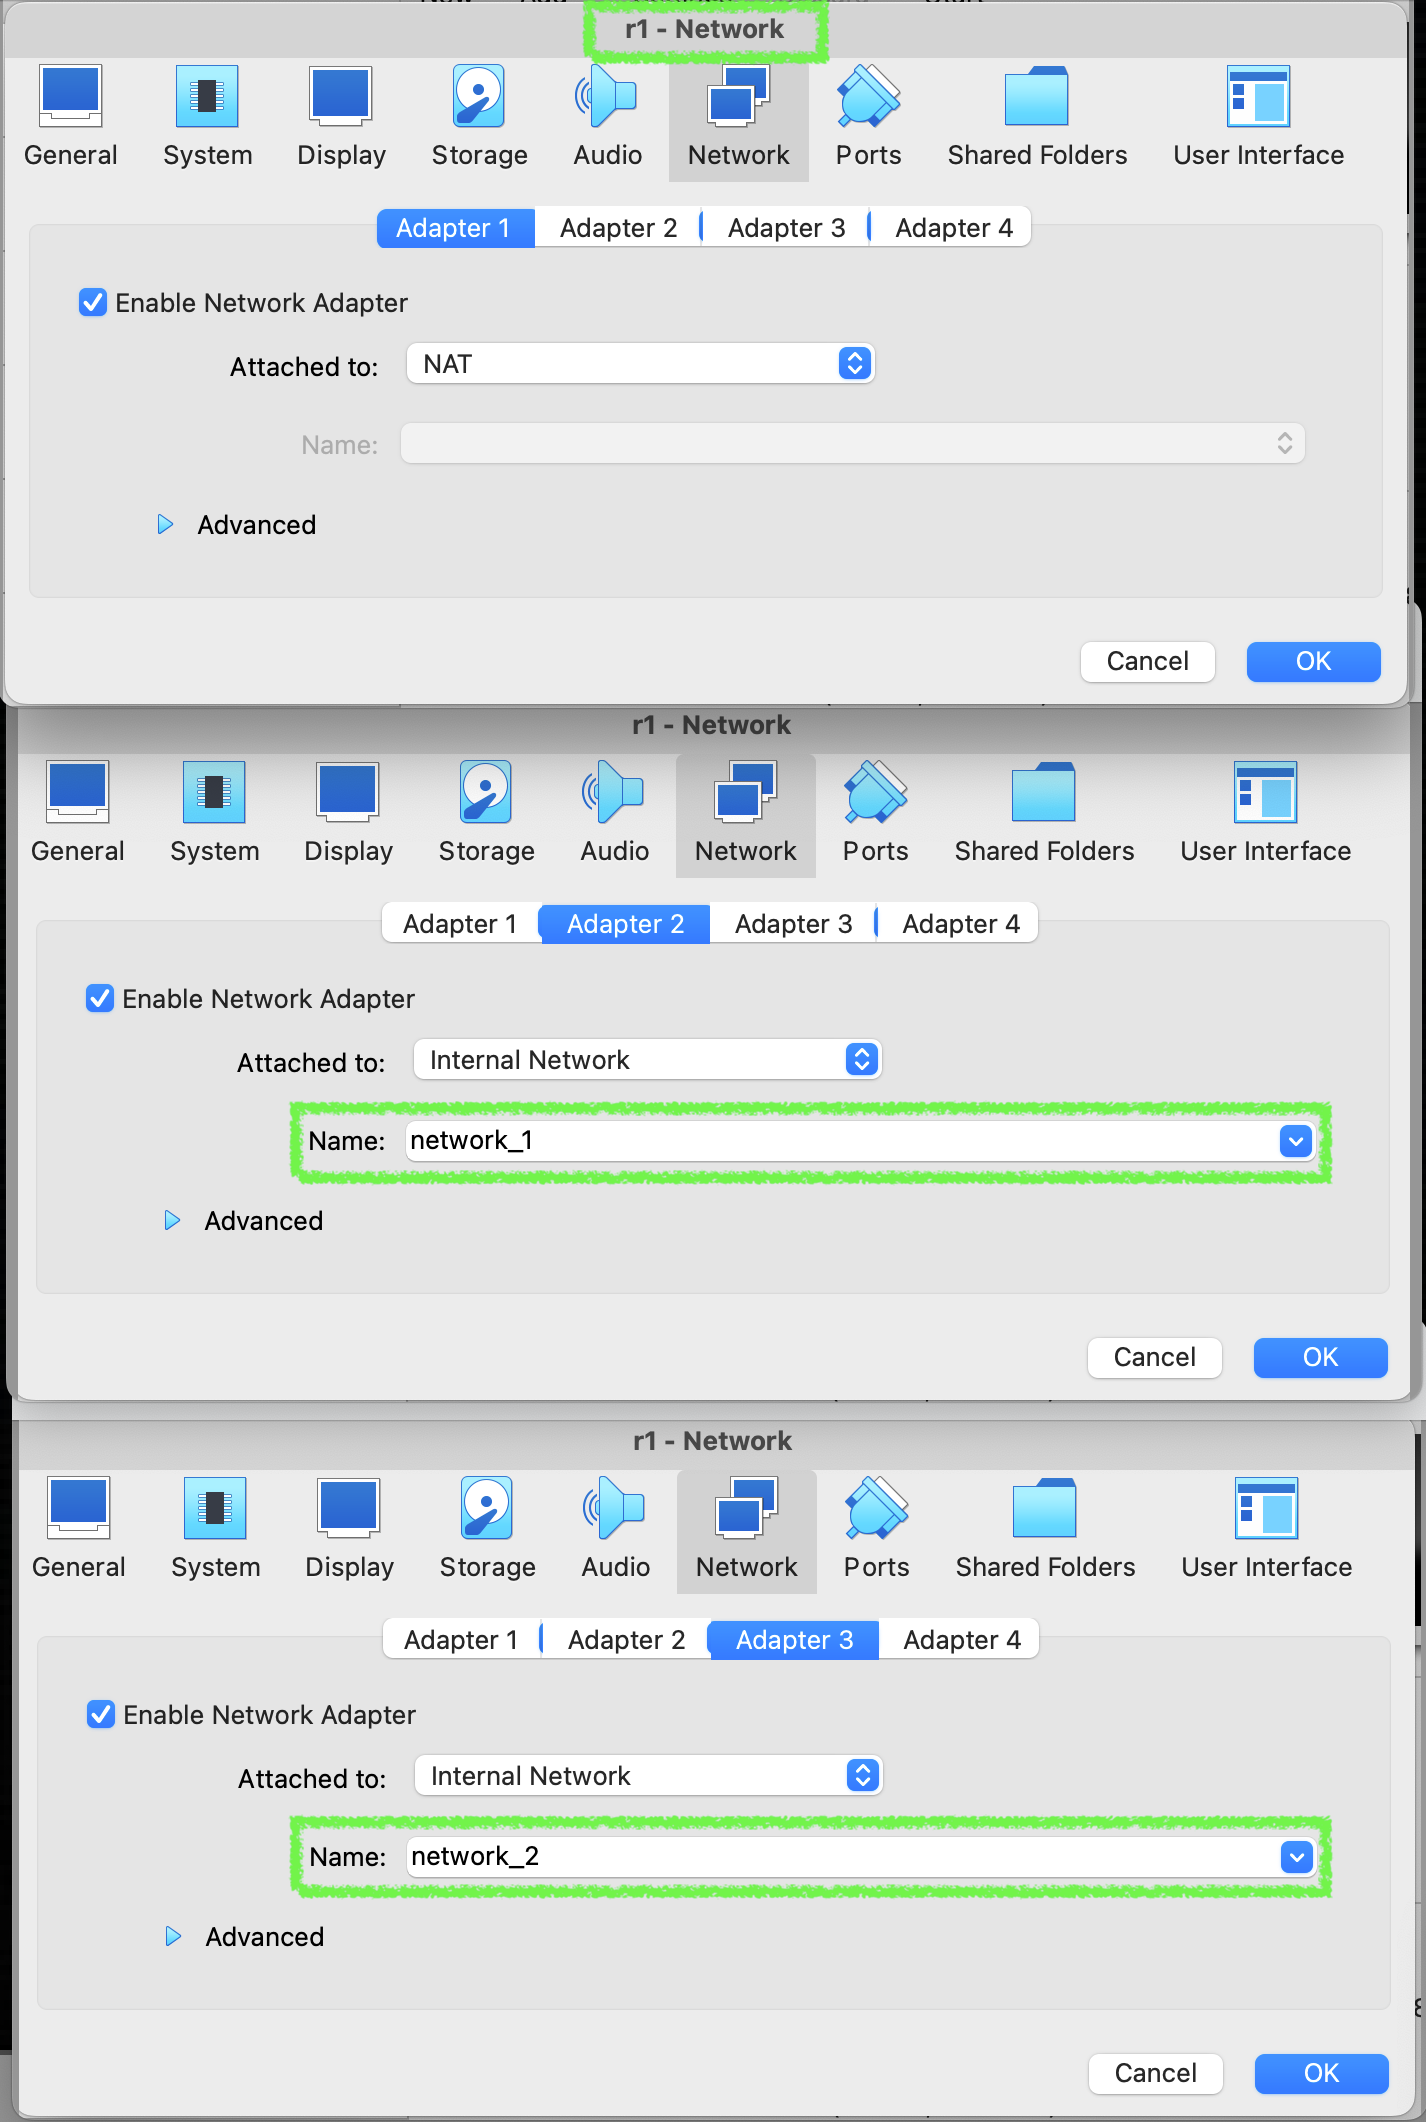 r1 - Network
General System Display Storage Audio Network Ports Shared Folders User Interface
Adapter 1 Adapter 2 Adapter 3 Adapter 4
Enable Network Adapter
Attached to: NAT
Name:
Advanced
Cancel OK
r1 - Network
General System Display Storage Audio Network Ports Shared Folders User Interface
Adapter 1 Adapter 2 Adapter 3 Adapter 4
Enable Network Adapter
Attached to: Internal Network
Name: network_1
Advanced
Cancel OK
r1 - Network
General System Display Storage Audio Network Ports Shared Folders User Interface
Adapter 1 Adapter 2 Adapter 3 Adapter 4
Enable Network Adapter
Attached to: Internal Network
Name: network_2
Advanced
Cancel OK